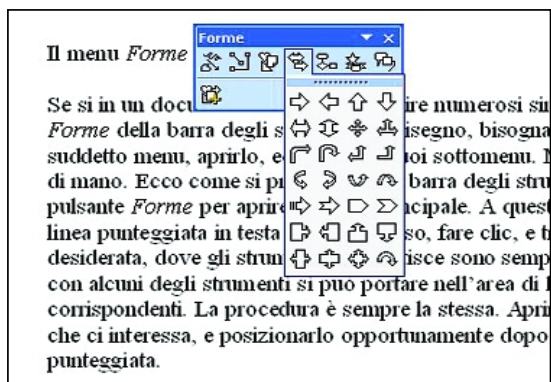 Forme
Il menu Forme
Se si in un docu ire numerosi
Forme della barra degli s isegno, bisogna
suddetto menu, aprirlo, e uoi sottomenu.
di mano. Ecco come si pr barra degli stru
pulsante Forme per aprire ncipale. A quest
linea punteggiata in testa so, fare clic, e t
desiderata, dove gli strun isce sono semp
con alcuni degli strumenti si può portare nell'area di
corrispondenti. La procedura è sempre la stessa. Apri
che ci interessa, e posizionarlo opportunamente dopo
punteggiata.